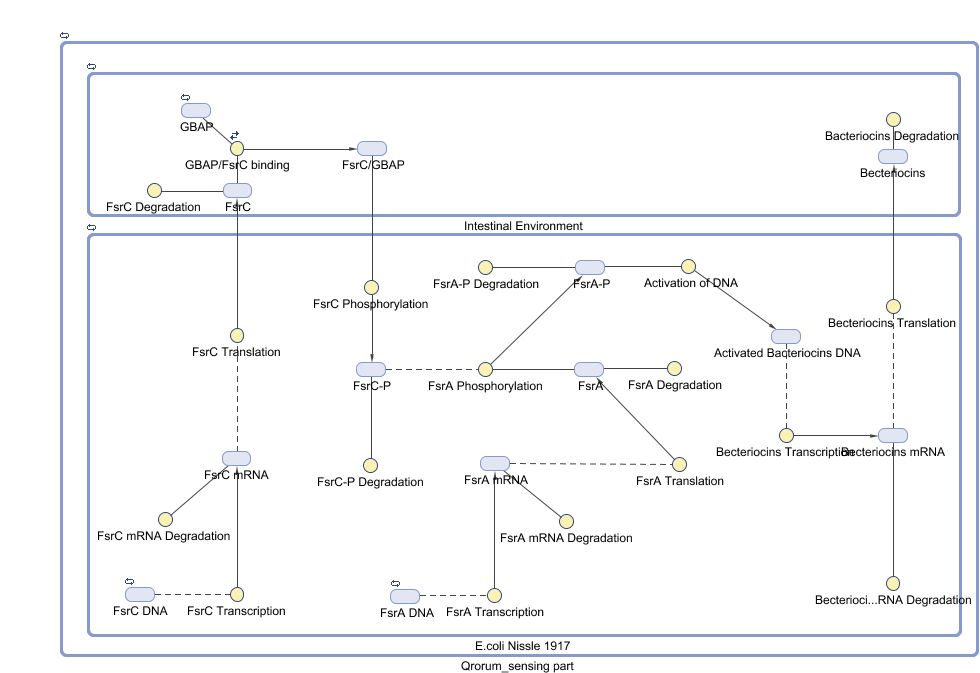 GBAP
Bacteriocins Degradation
GBAP/FsrC binding
FsrC/GBAP
Becteriocins
FsrC Degradation
FsrC
Intestinal Environment
FsrA-P Degradation
FsrA-P
Activation of DNA
FsrC Phosphorylation
Becteriocins Translation
FsrC Translation
Activated Bacteriocins DNA
FsrC-P
FsrA Phosphorylation
FsrA
FsrA Degradation
Becteriocins Transcription
Becteriocins mRNA
FsrC mRNA
FsrC-P Degradation
FsrA mRNA
FsrA Translation
FsrC mRNA Degradation
FsrA mRNA Degradation
Becterioci...RNA Degradation
FsrC DNA
FsrC Transcription
FsrA DNA
FsrA Transcription
E.coli Nissle 1917
Qrorum_sensing part